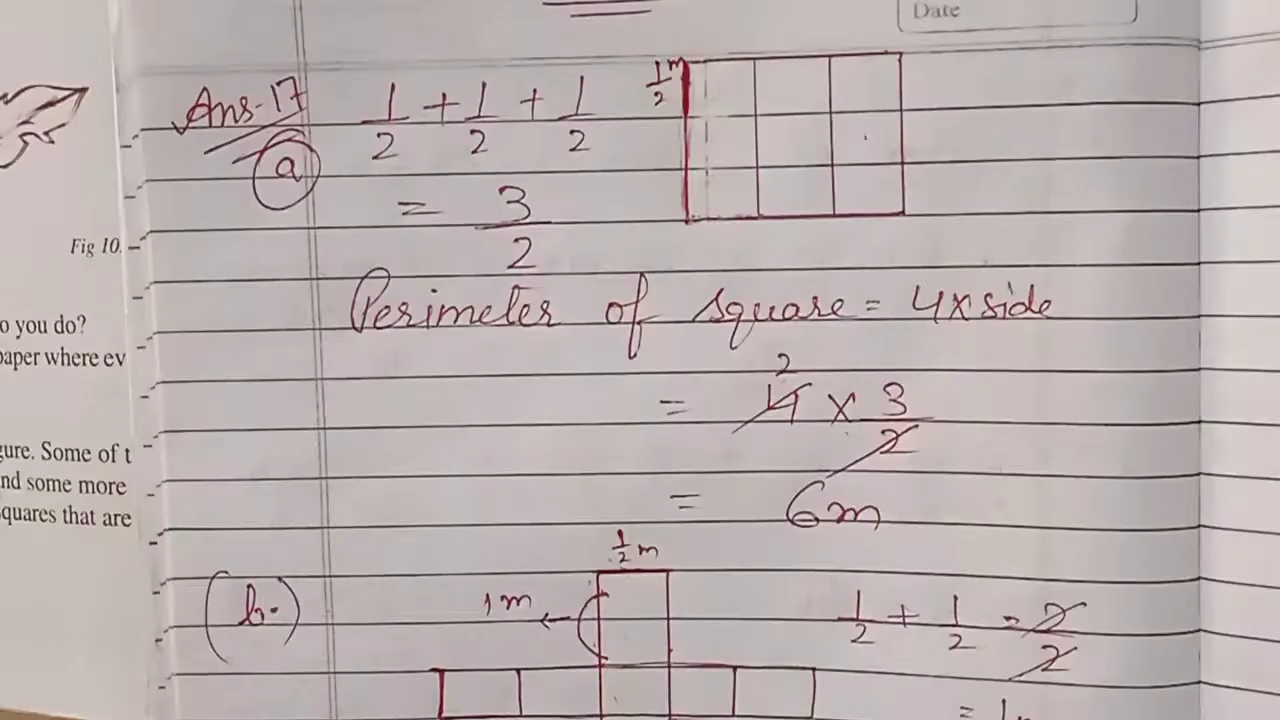 Date
Ans-17
(a) 1/2 + 1/2 + 1/2
1/2 m
= 3/2
Fig 10.
Perimeter of square = 4 x side
o you do?
paper where ev
2
= 4 x 3/2
gure. Some of t
nd some more
quares that are
= 6m
1/2 m
(b.)
1 m
1/2 + 1/2 = 2/2